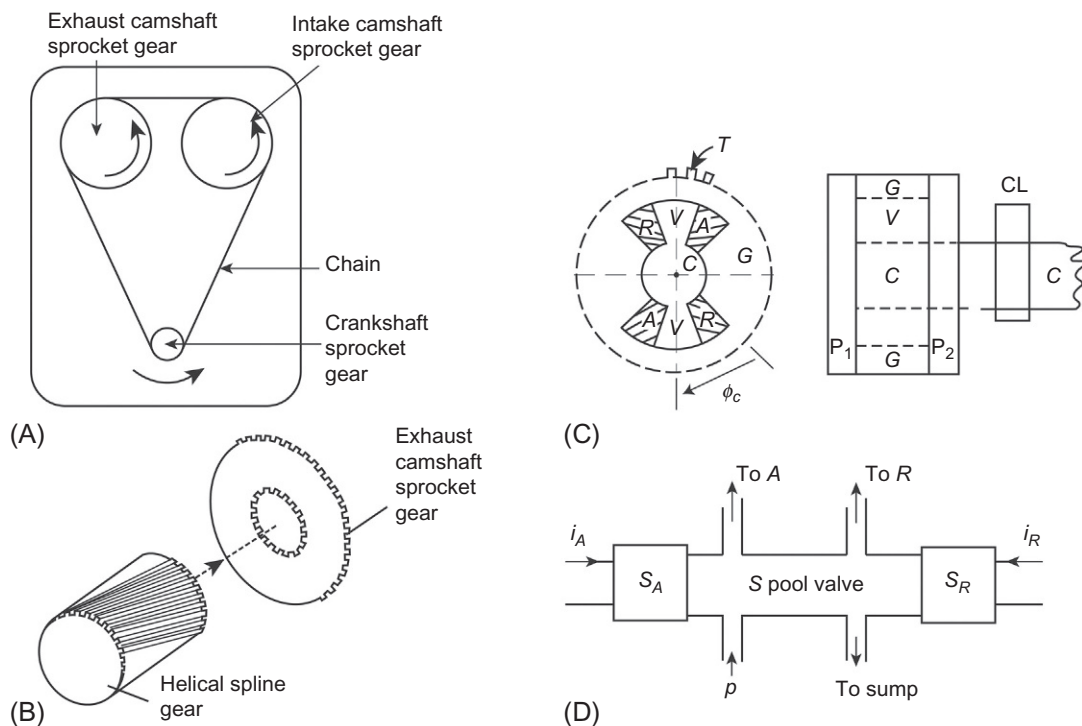 Exhaust camshaft
sprocket gear
Intake camshaft
sprocket gear
Chain
Crankshaft
sprocket
gear
(A)
T
R
V
A
C
G
A
V
R
ϕc
G
V
C
G
P1
P2
CL
C
(C)
Exhaust
camshaft
sprocket
gear
Helical spline
gear
(B)
To A
To R
iA
iR
SA
S pool valve
SR
p
To sump
(D)